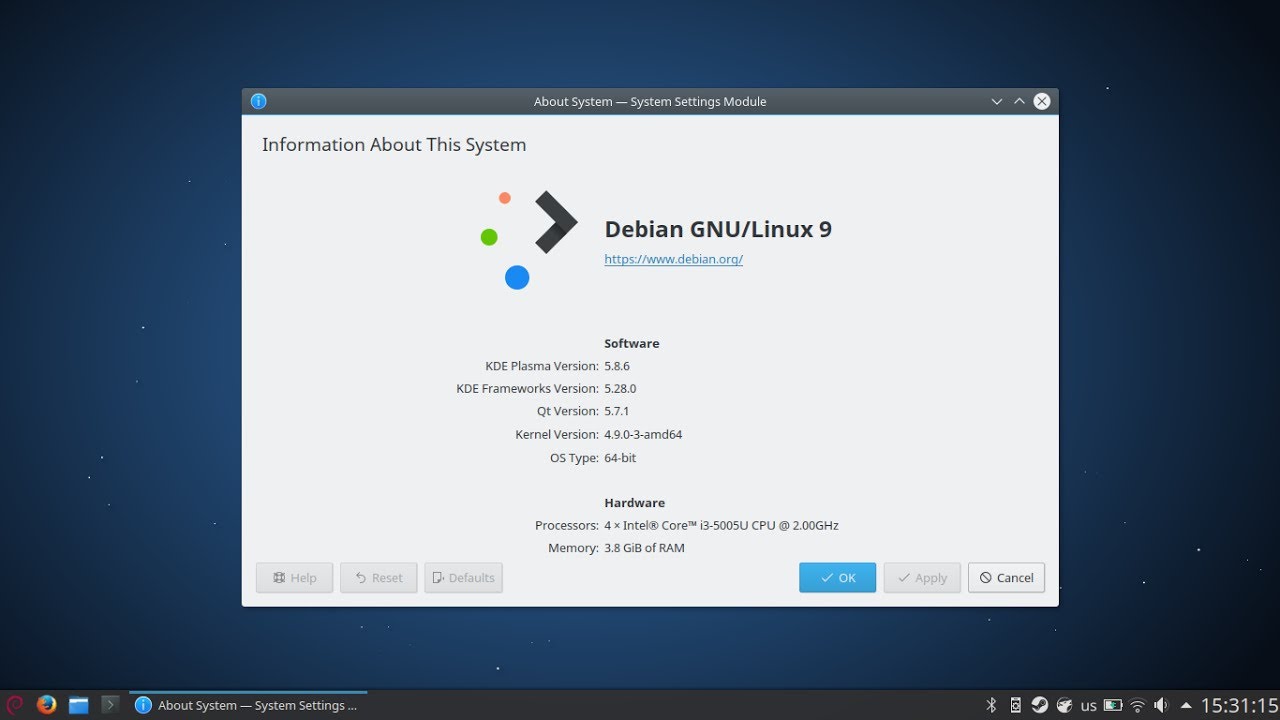 About System — System Settings Module
Information About This System
Debian GNU/Linux 9
https://www.debian.org/
Software
KDE Plasma Version: 5.8.6
KDE Frameworks Version: 5.28.0
Qt Version: 5.7.1
Kernel Version: 4.9.0-3-amd64
OS Type: 64-bit
Hardware
Processors: 4 × Intel® Core™ i3-5005U CPU @ 2.00GHz
Memory: 3.8 GiB of RAM
Help Reset Defaults OK Apply Cancel
About System — System Settings ... us 15:31:15